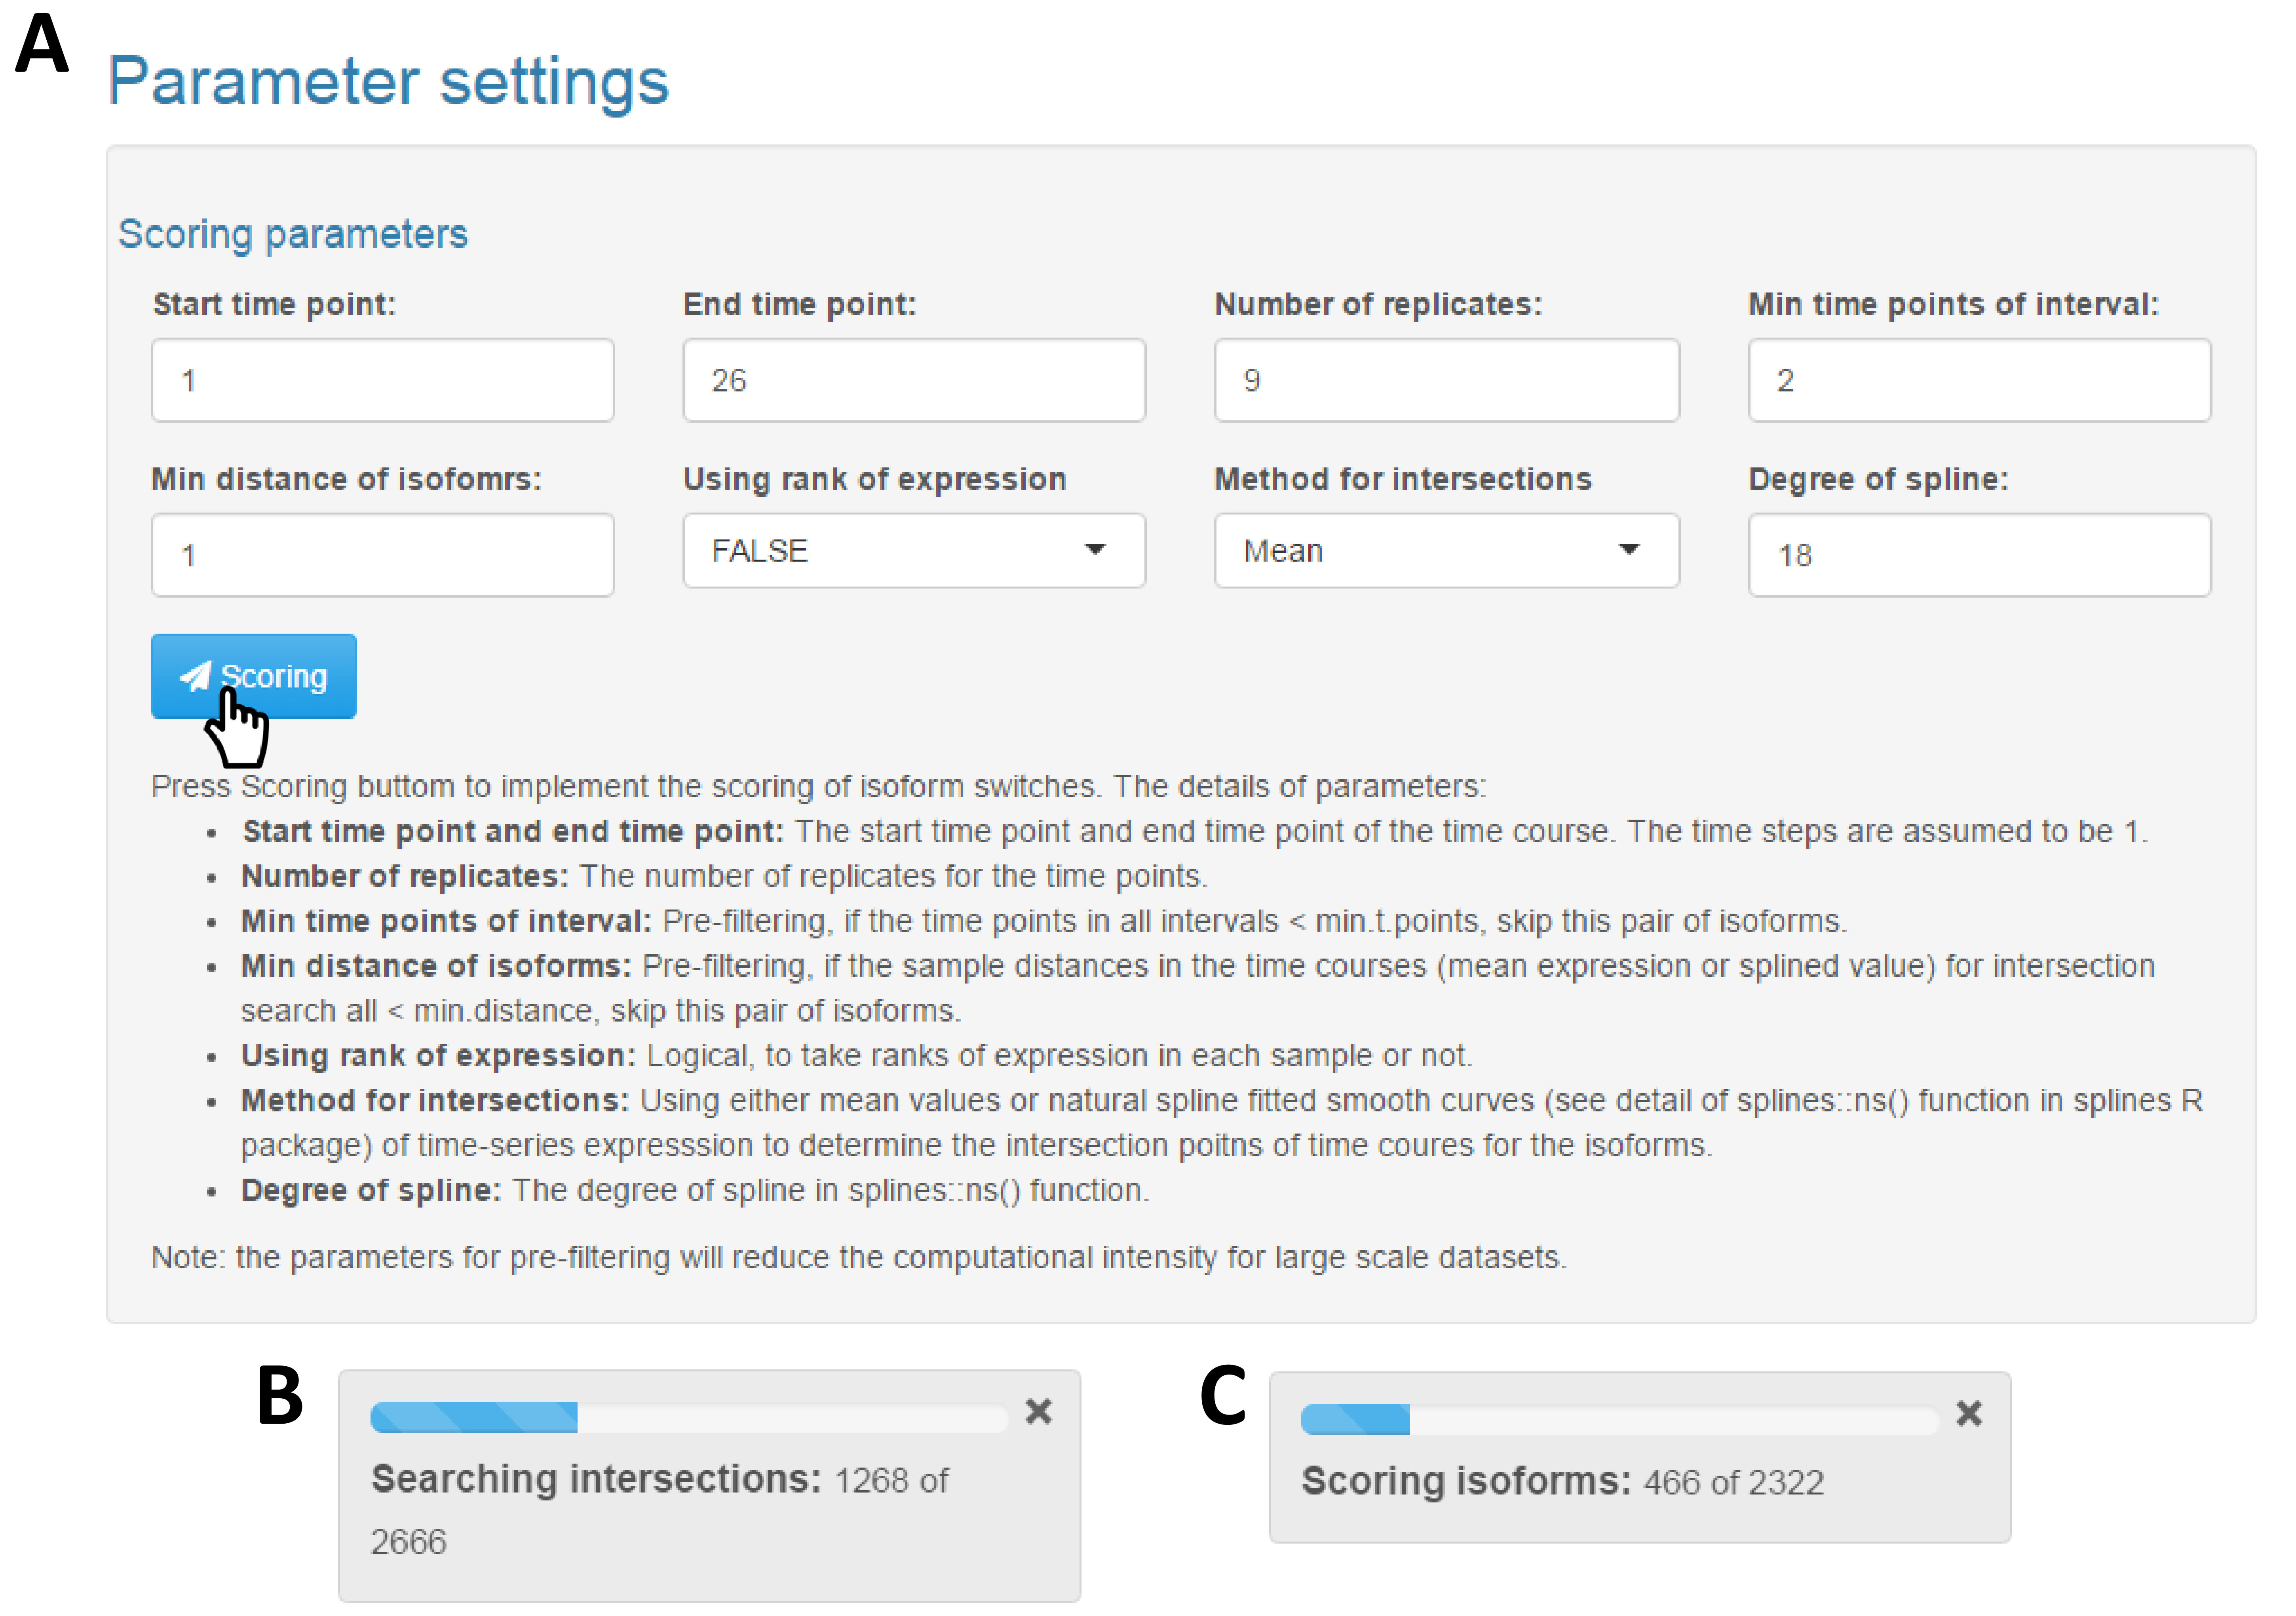 A
Parameter settings
Scoring parameters
Start time point: End time point: Number of replicates: Min time points of interval:
1 26 9 2
Min distance of isofomrs: Using rank of expression Method for intersections Degree of spline:
1 FALSE Mean 18
Scoring
Press Scoring buttom to implement the scoring of isoform switches. The details of parameters:
• Start time point and end time point: The start time point and end time point of the time course. The time steps are assumed to be 1.
• Number of replicates: The number of replicates for the time points.
• Min time points of interval: Pre-filtering, if the time points in all intervals < min.t.points, skip this pair of isoforms.
• Min distance of isoforms: Pre-filtering, if the sample distances in the time courses (mean expression or splined value) for intersection
search all < min.distance, skip this pair of isoforms.
• Using rank of expression: Logical, to take ranks of expression in each sample or not.
• Method for intersections: Using either mean values or natural spline fitted smooth curves (see detail of splines::ns() function in splines R
package) of time-series expresssion to determine the intersection poitns of time coures for the isoforms.
• Degree of spline: The degree of spline in splines::ns() function.
Note: the parameters for pre-filtering will reduce the computational intensity for large scale datasets.
B
Searching intersections: 1268 of
2666
C
Scoring isoforms: 466 of 2322